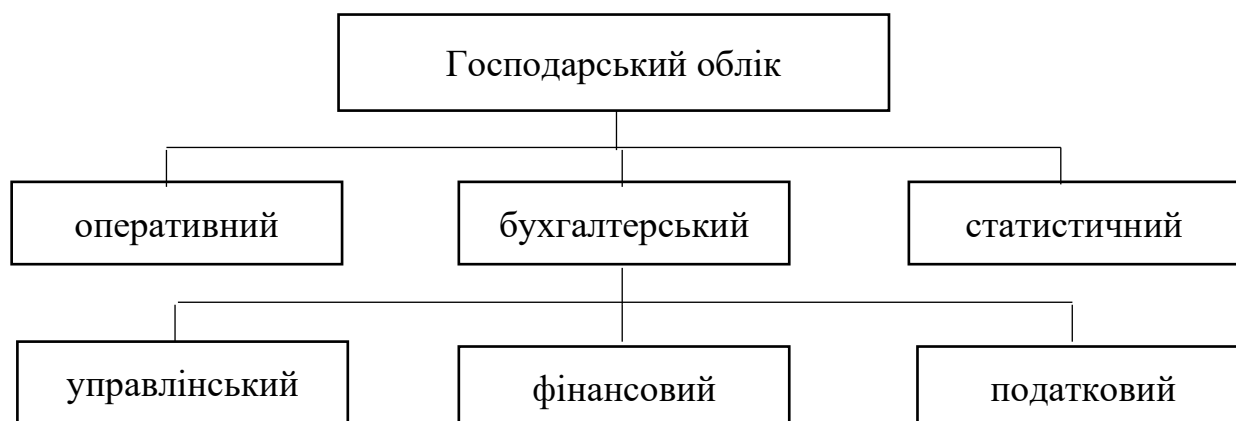 Господарський облік
оперативний
бухгалтерський
статистичний
управлінський
фінансовий
податковий